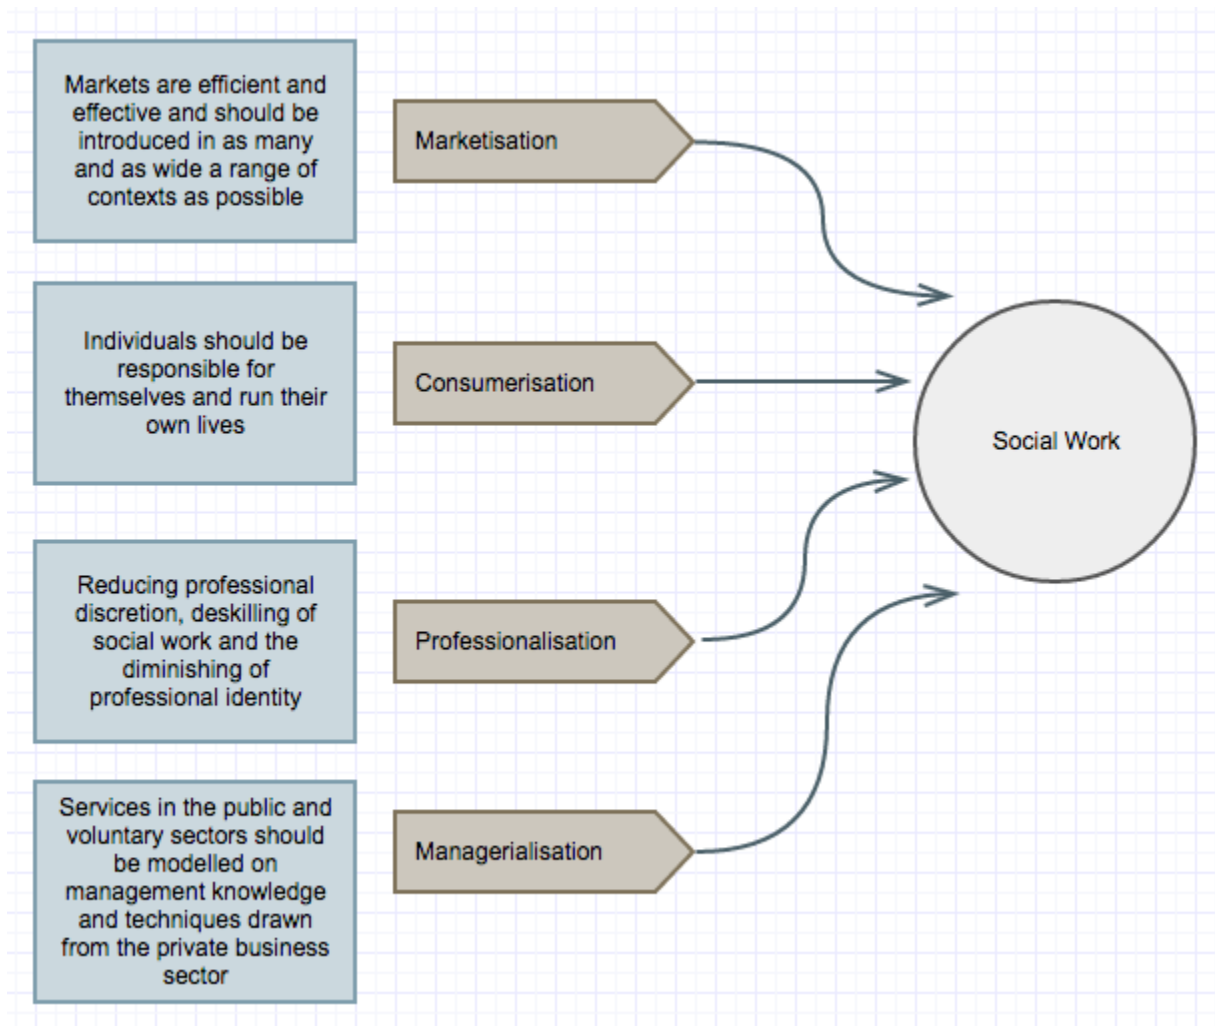 Markets are efficient and
effective and should be
introduced in as many
and as wide a range of
contexts as possible
Marketisation
Individuals should be
responsible for
themselves and run their
own lives
Consumerisation
Social Work
Reducing professional
discretion, deskilling of
social work and the
diminishing of
professional identity
Professionalisation
Services in the public and
voluntary sectors should
be modelled on
management knowledge
and techniques drawn
from the private business
sector
Managerialisation